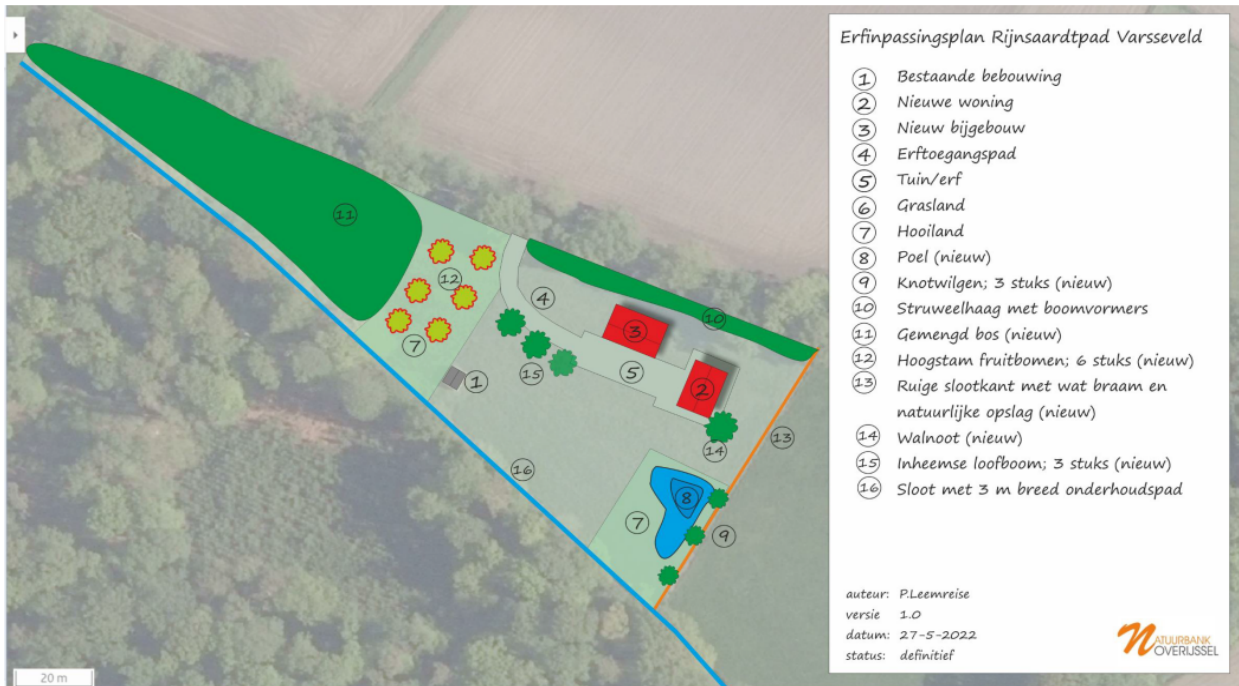 Erfinpassingsplan Rijnsaardtpad Varsseveld
1 Bestaande bebouwing
2 Nieuwe woning
3 Nieuw bijgebouw
4 Erftoegangspad
5 Tuin/erf
6 Grasland
7 Hooiland
8 Poel (nieuw)
9 Knotwilgen; 3 stuks (nieuw)
10 Struweelhaag met boomvormers
11 Gemengd bos (nieuw)
12 Hoogstam fruitbomen; 6 stuks (nieuw)
13 Ruige slootkant met wat braam en
natuurlijke opslag (nieuw)
14 Walnoot (nieuw)
15 Inheemse loofboom; 3 stuks (nieuw)
16 Sloot met 3 m breed onderhoudspad
auteur: P.Leemreise
versie 1.0
datum: 27-5-2022
status: definitief
NATUURBANK
OVERIJSSEL
11
12
4
10
3
7
15
5
1
2
13
14
16
8
7
9
20 m